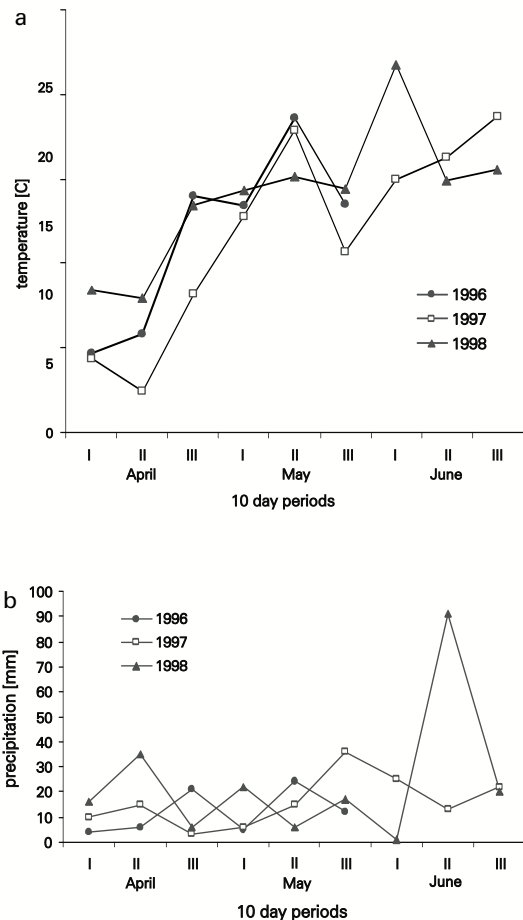 a
25
20
15
10
5
0
temperature [C]
1996
1997
1998
I II III I II III I II III
April May June
10 day periods
b
100
90
80
70
60
50
40
30
20
10
0
precipitation [mm]
1996
1997
1998
I II III I II III I II III
April May June
10 day periods